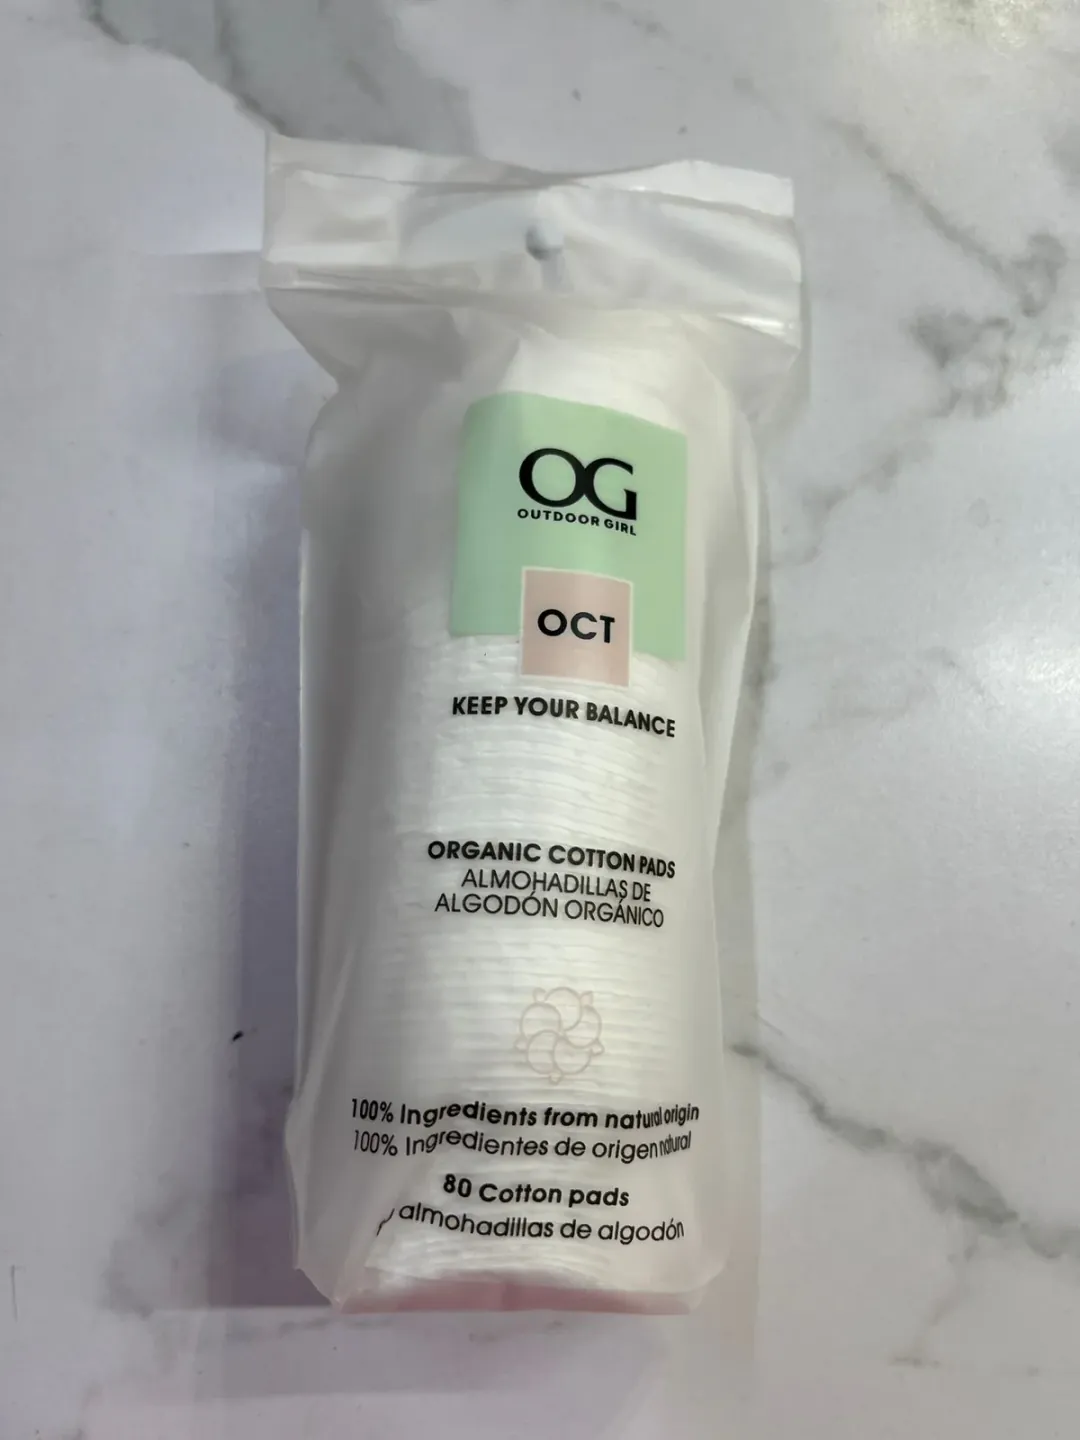 OG
OUTDOOR GIRL
OCT
KEEP YOUR BALANCE
ORGANIC COTTON PADS
ALMOHADILLAS DE
ALGODÓN ORGÁNICO
100% Ingredients from natural origin
100% Ingredientes de origen natural
80 Cotton pads
almohadillas de algodón